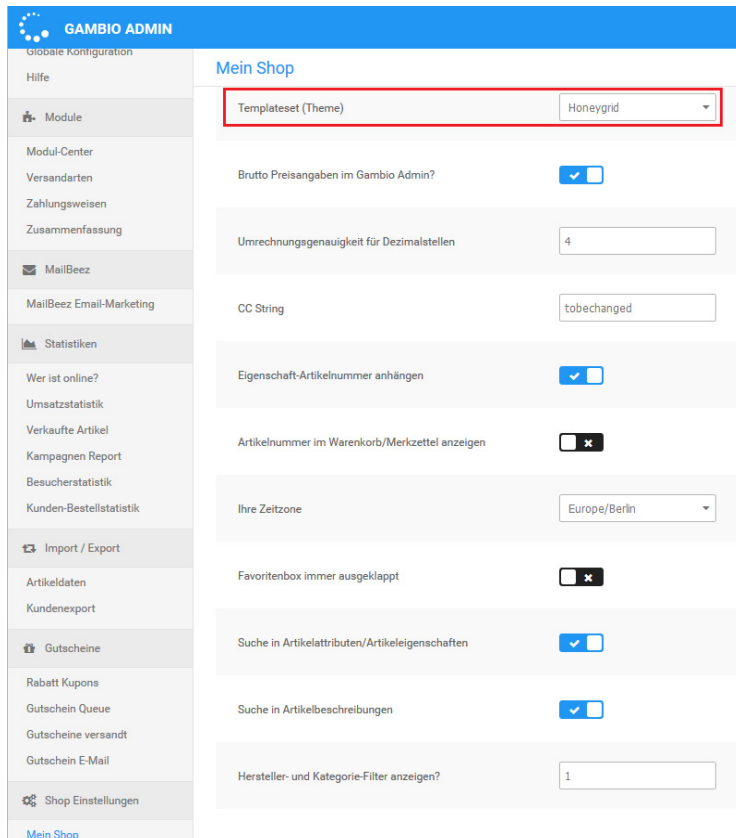 GAMBIO ADMIN
Globale Konfiguration
Hilfe
Module
Modul-Center
Versandarten
Zahlungsweisen
Zusammenfassung
MailBeez
MailBeez Email-Marketing
Statistiken
Wer ist online?
Umsatzstatistik
Verkaufte Artikel
Kampagnen Report
Besucherstatistik
Kunden-Bestellstatistik
Import / Export
Artikeldaten
Kundenexport
Gutscheine
Rabatt Kupons
Gutschein Queue
Gutscheine versandt
Gutschein E-Mail
Shop Einstellungen
Mein Shop
Mein Shop
Templateset (Theme) Honeygrid
Brutto Preisangaben im Gambio Admin?
Umrechnungsgenauigkeit für Dezimalstellen 4
CC String tobechanged
Eigenschaft-Artikelnummer anhängen
Artikelnummer im Warenkorb/Merkzettel anzeigen
Ihre Zeitzone Europe/Berlin
Favoritenbox immer ausgeklappt
Suche in Artikelattributen/Artikeleigenschaften
Suche in Artikelbeschreibungen
Hersteller- und Kategorie-Filter anzeigen? 1